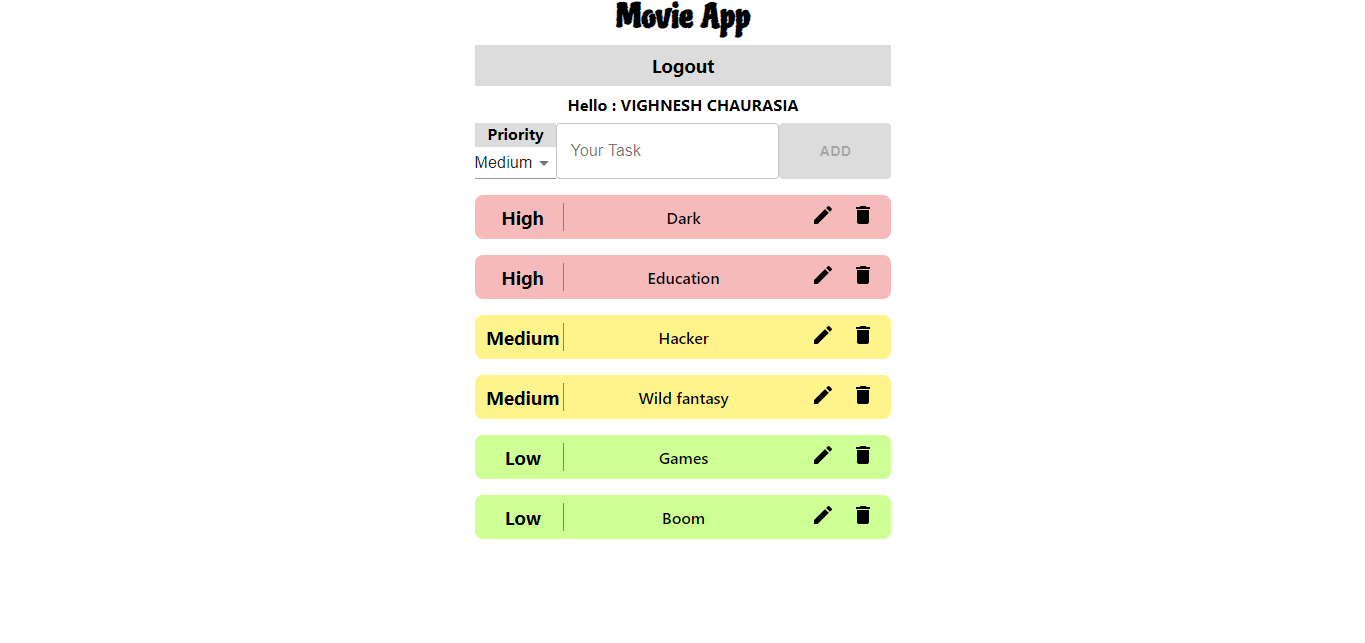 Movie App
Logout
Hello : VIGHNESH CHAURASIA
Priority
Medium
Your Task
ADD
High Dark
High Education
Medium Hacker
Medium Wild fantasy
Low Games
Low Boom